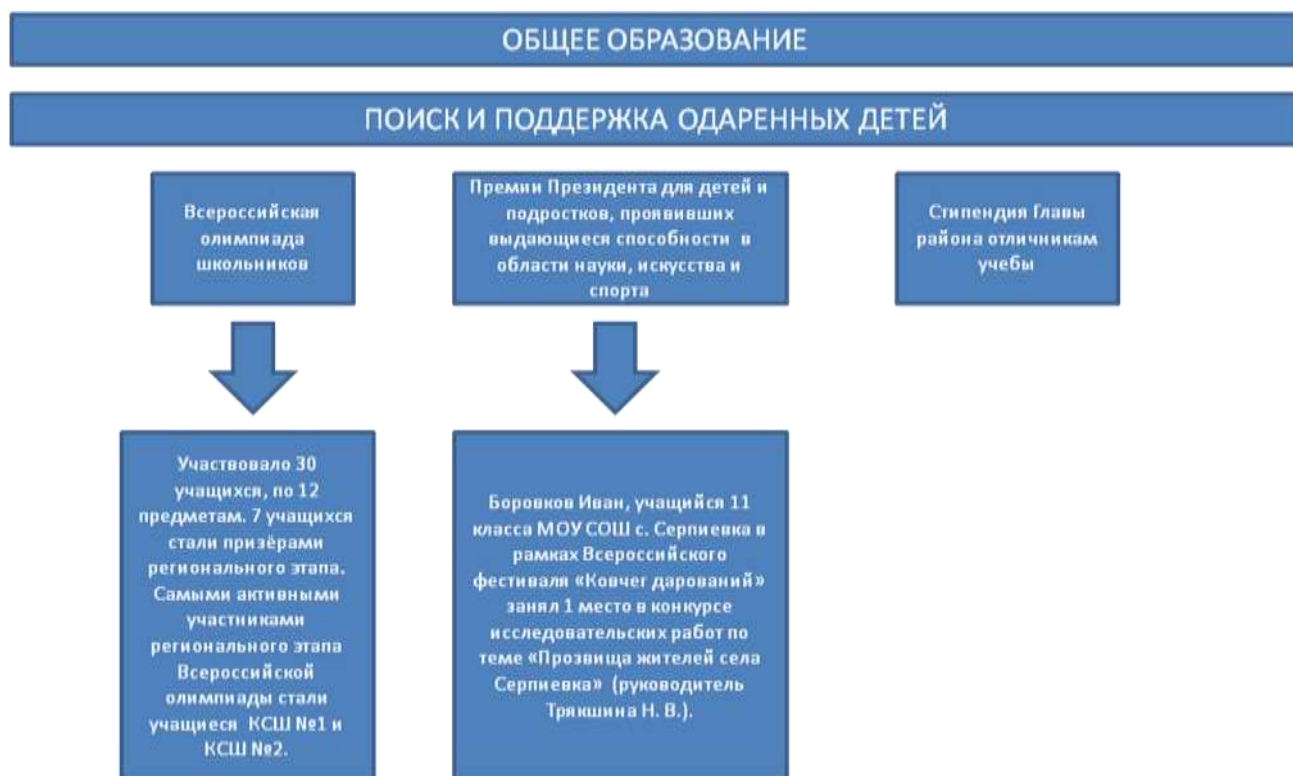 ОБЩЕЕ ОБРАЗОВАНИЕ
ПОИСК И ПОДДЕРЖКА ОДАРЕННЫХ ДЕТЕЙ
Всероссийская
олимпиада
школьников
Премии Президента для детей и
подростков, проявивших
выдающиеся способности в
области науки, искусства и
спорта
Стипендия Главы
района отличникам
учебы
Участвовало 30
учащихся, по 12
предметам. 7 учащихся
стали призёрами
регионального этапа.
Самыми активными
участниками
регионального этапа
Всероссийской
олимпиады стали
учащиеся КСШ №1 и
КСШ №2.
Боровков Иван, учащийся 11
класса МОУ СОШ с. Серпиевка в
рамках Всероссийского
фестиваля «Ковчег дарований»
занял 1 место в конкурсе
исследовательских работ по
теме «Прозвища жителей села
Серпиевка» (руководитель
Трякшина Н. В.).